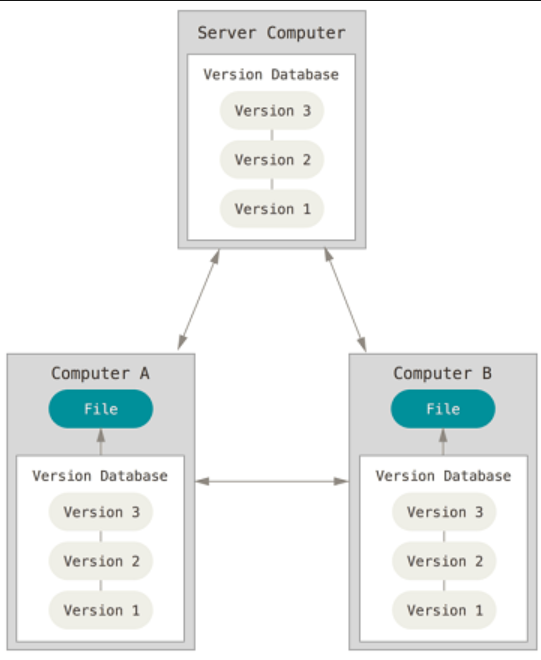 Server Computer
Version Database
Version 3
Version 2
Version 1
Computer A
File
Version Database
Version 3
Version 2
Version 1
Computer B
File
Version Database
Version 3
Version 2
Version 1